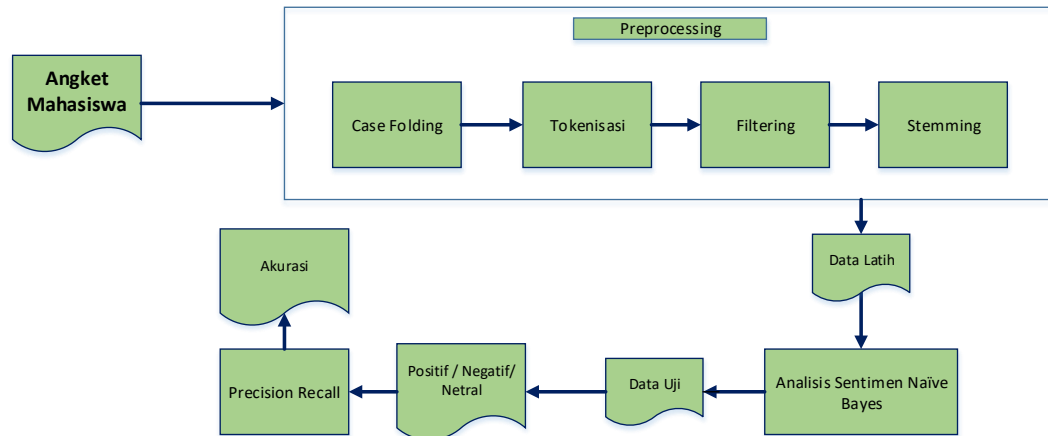 Preprocessing
Angket
Mahasiswa
Case Folding
Tokenisasi
Filtering
Stemming
Data Latih
Akurasi
Analisis Sentimen Naïve
Bayes
Data Uji
Positif / Negatif/
Netral
Precision Recall